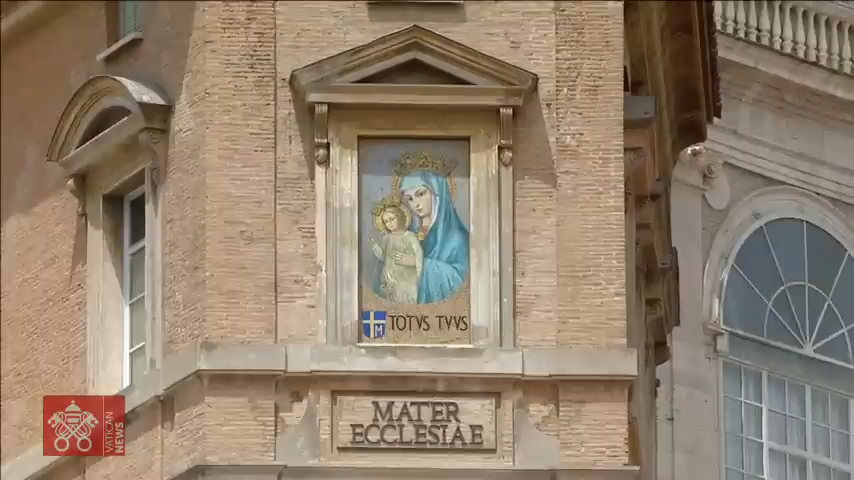 M TOTVS TVVS
MATER
ECCLESIAE
VATICAN
NEWS